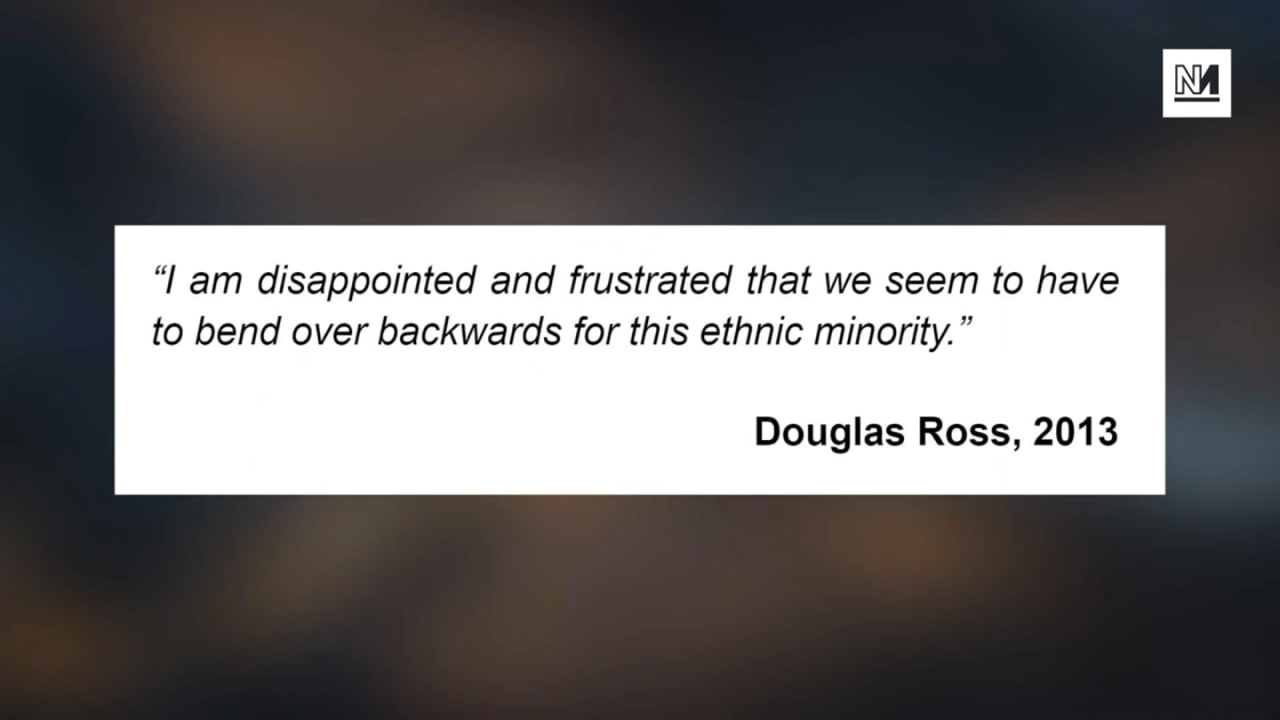 “I am disappointed and frustrated that we seem to have
to bend over backwards for this ethnic minority.”
Douglas Ross, 2013
NM